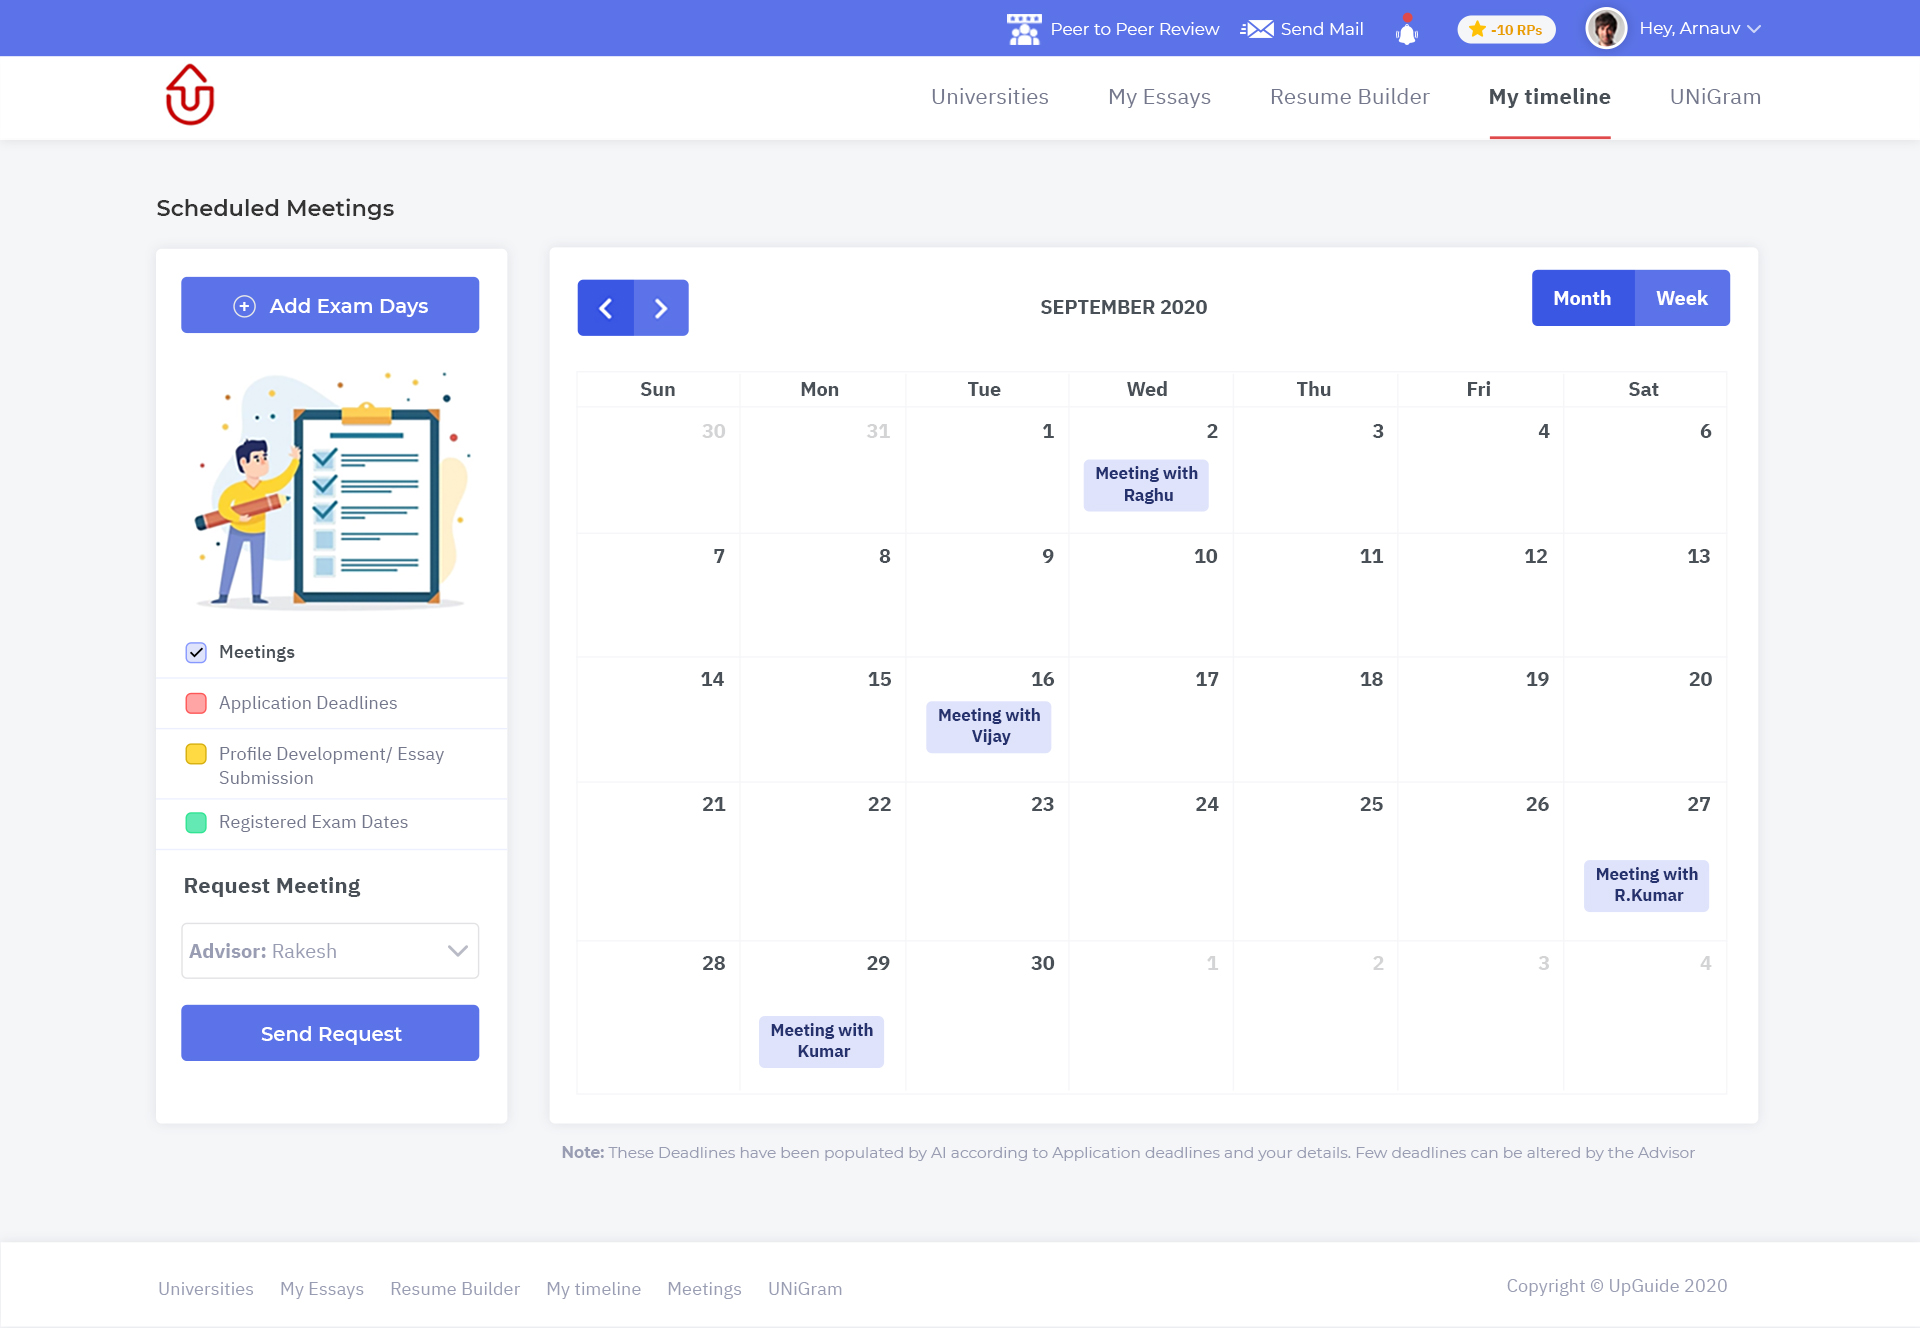 Peer to Peer Review
Send Mail
-10 RPs
Hey, Arnauv
Universities
My Essays
Resume Builder
My timeline
UNiGram
Scheduled Meetings
Add Exam Days
Meetings
Application Deadlines
Profile Development/ Essay
Submission
Registered Exam Dates
Request Meeting
Advisor: Rakesh
Send Request
SEPTEMBER 2020
Month
Week
Sun Mon Tue Wed Thu Fri Sat
30 31 1 2 3 4 6
Meeting with
Raghu
7 8 9 10 11 12 13
14 15 16 17 18 19 20
Meeting with
Vijay
21 22 23 24 25 26 27
Meeting with
R.Kumar
28 29 30 1 2 3 4
Meeting with
Kumar
Note: These Deadlines have been populated by AI according to Application deadlines and your details. Few deadlines can be altered by the Advisor
Universities My Essays Resume Builder My timeline Meetings UNiGram
Copyright © UpGuide 2020